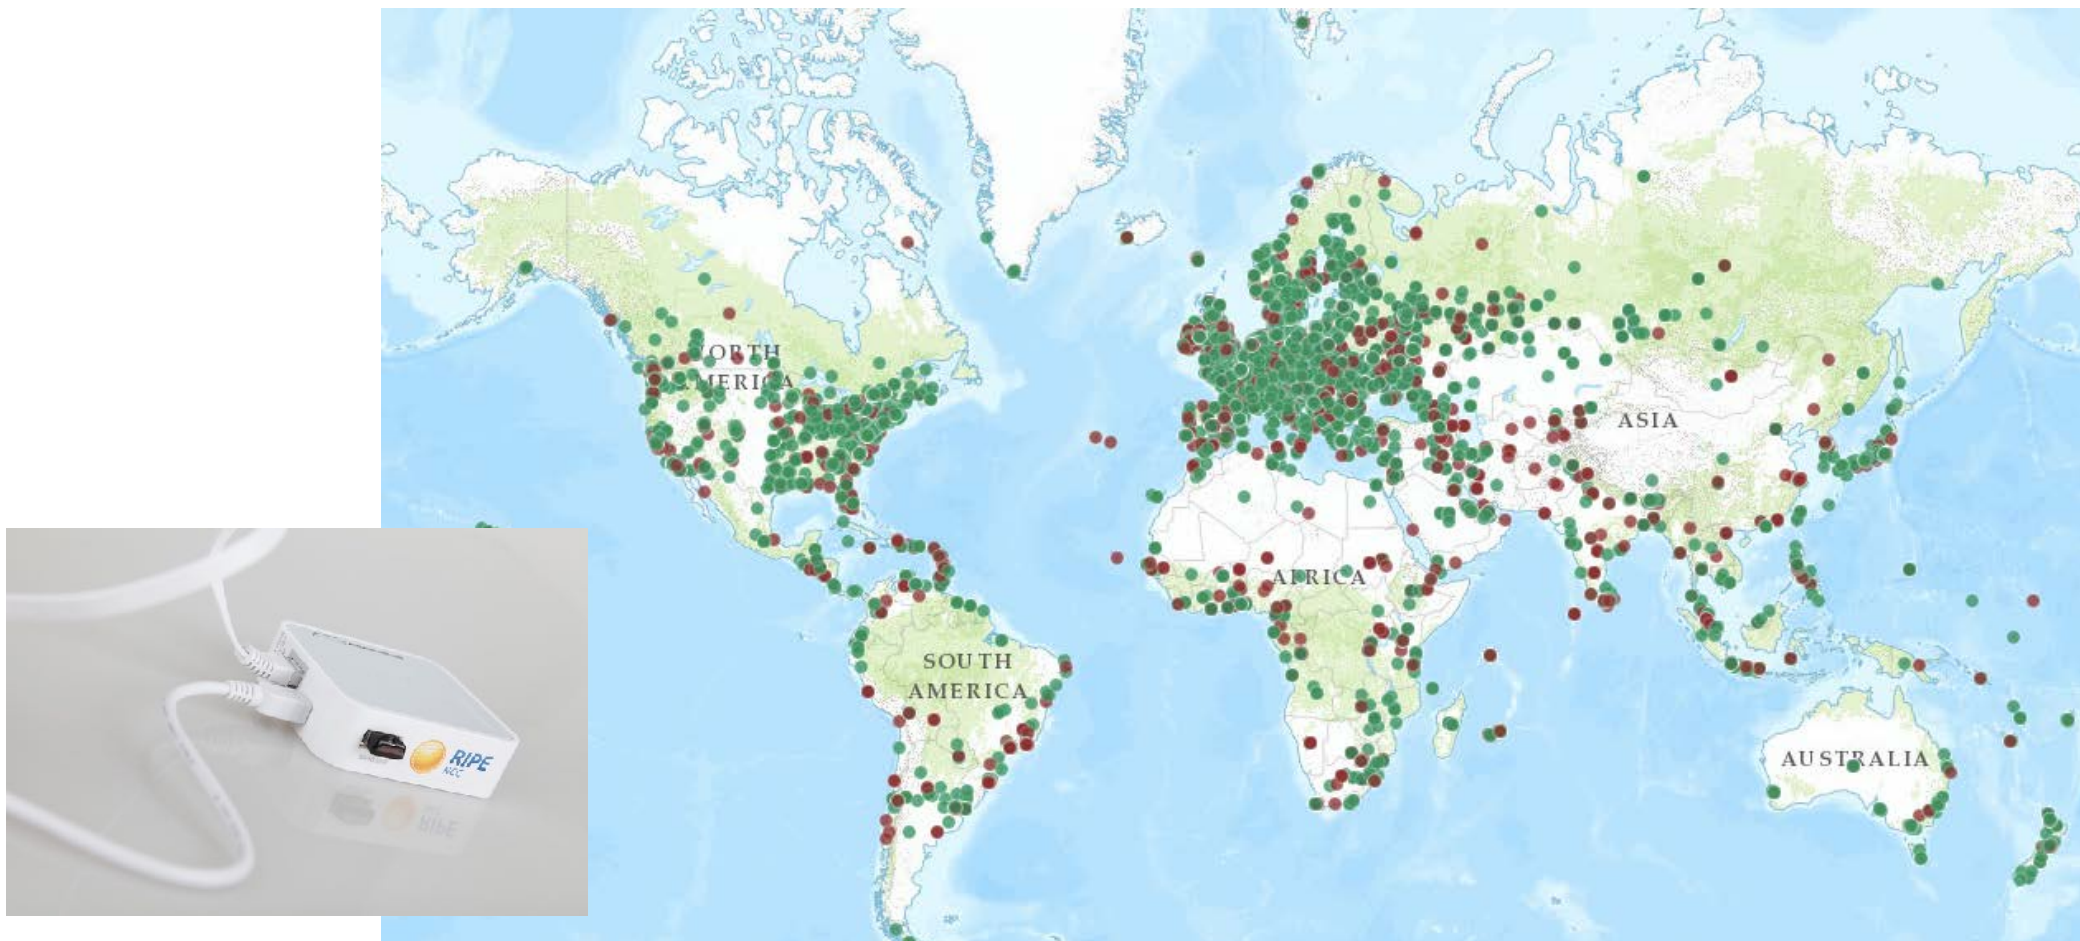 NORTH
AMERICA
ASIA
AFRICA
SOUTH
AMERICA
AUSTRALIA
RIPE
NCC